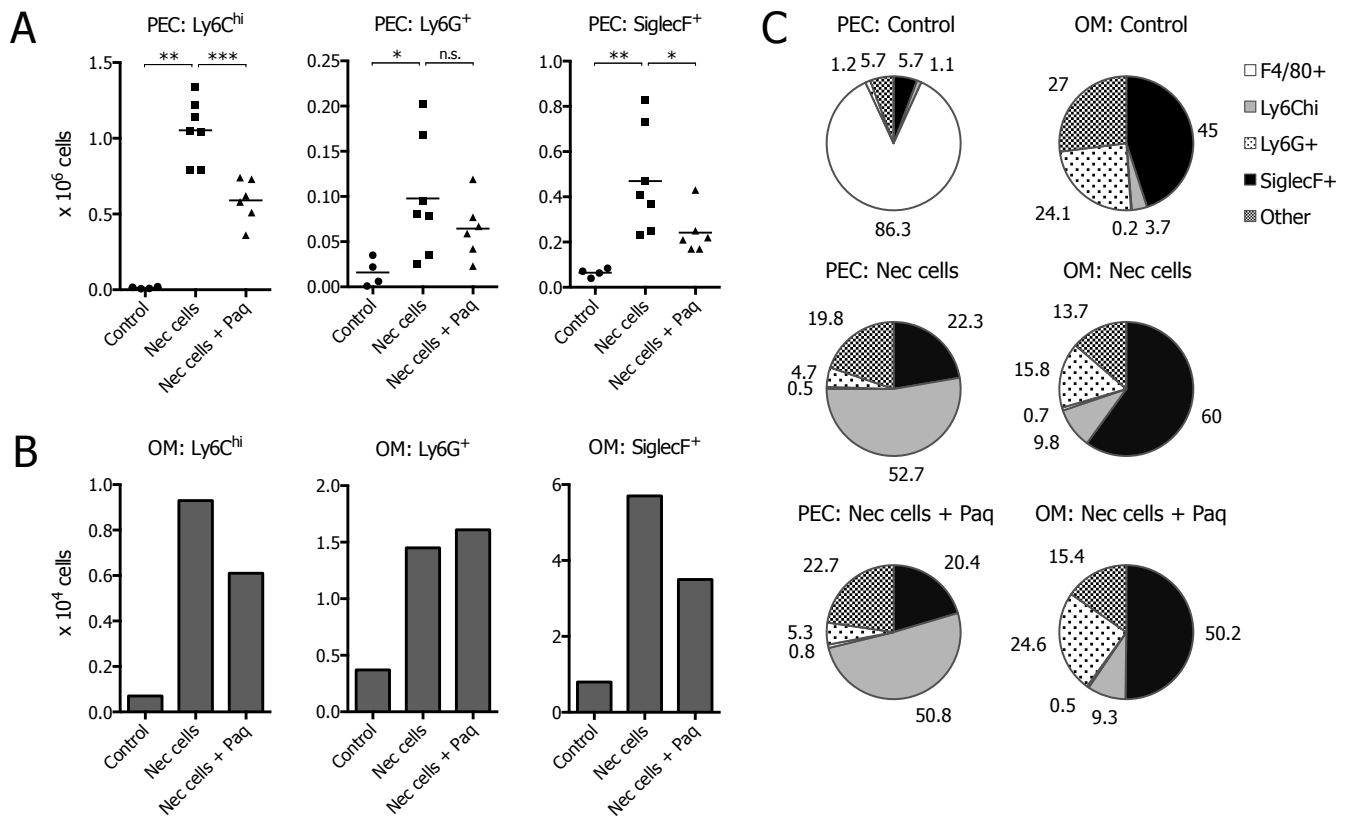 A
PEC: Ly6Chi
PEC: Ly6G+
PEC: SiglecF+
** ***
* n.s.
** *
x 10^6 cells
1.5
1.0
0.5
0.0
0.25
0.20
0.15
0.10
0.05
0.00
1.0
0.8
0.6
0.4
0.2
0.0
Control
Nec cells
Nec cells + Paq
Control
Nec cells
Nec cells + Paq
Control
Nec cells
Nec cells + Paq
B
OM: Ly6Chi
OM: Ly6G+
OM: SiglecF+
x 10^4 cells
1.0
0.8
0.6
0.4
0.2
0.0
2.0
1.5
1.0
0.5
0.0
6
4
2
0
Control
Nec cells
Nec cells + Paq
Control
Nec cells
Nec cells + Paq
Control
Nec cells
Nec cells + Paq
C
PEC: Control
1.2 5.7 5.7 1.1
86.3
OM: Control
27
45
24.1
0.2 3.7
F4/80+
Ly6Chi
Ly6G+
SiglecF+
Other
PEC: Nec cells
19.8
22.3
4.7
0.5
52.7
OM: Nec cells
13.7
15.8
0.7
9.8
60
PEC: Nec cells + Paq
22.7
20.4
5.3
0.8
50.8
OM: Nec cells + Paq
15.4
50.2
24.6
0.5
9.3